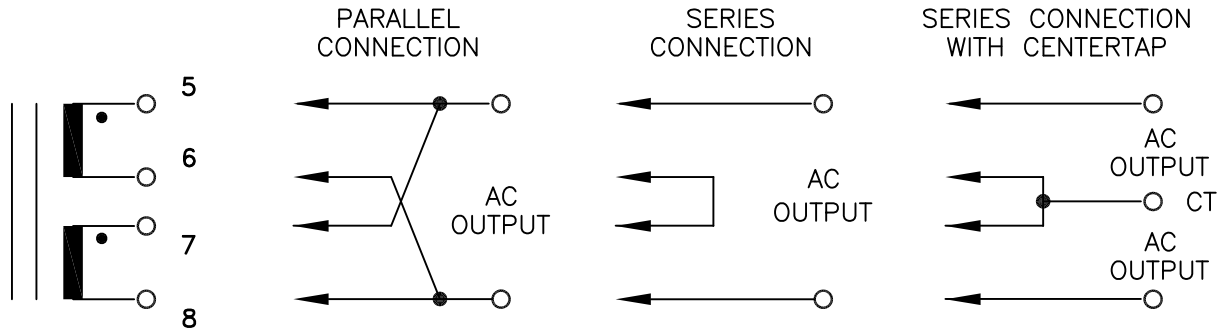 PARALLEL
CONNECTION
SERIES
CONNECTION
SERIES CONNECTION
WITH CENTERTAP
5
6
7
8
AC
OUTPUT
AC
OUTPUT
AC
OUTPUT
CT
AC
OUTPUT